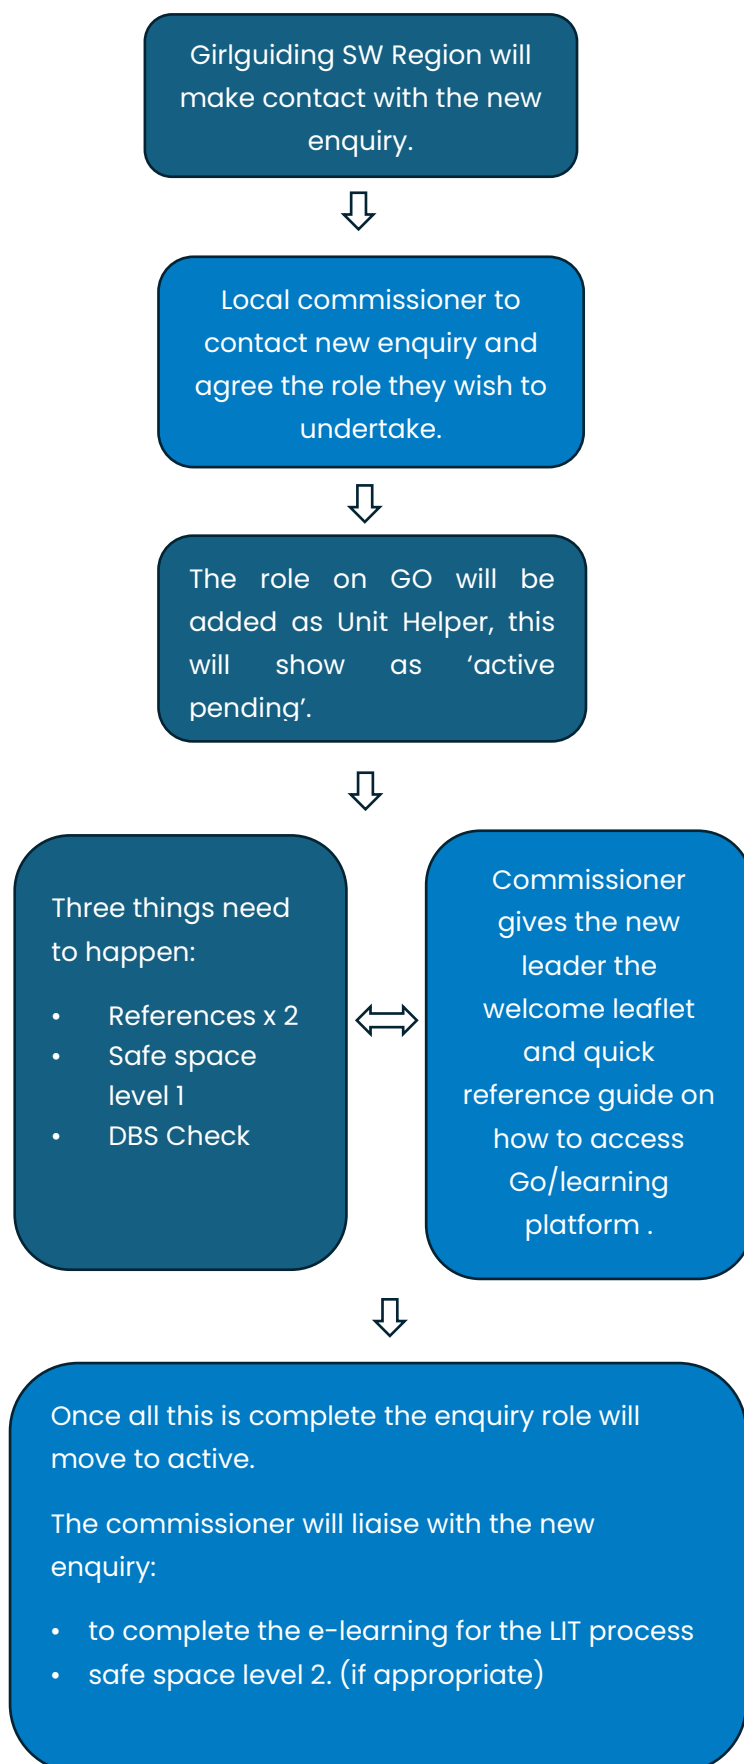 Girlguiding SW Region will
make contact with the new
enquiry.
Local commissioner to
contact new enquiry and
agree the role they wish to
undertake.
The role on GO will be
added as Unit Helper, this
will show as ‘active
pending’.
Three things need
to happen:
• References x 2
• Safe space
level 1
• DBS Check
Commissioner
gives the new
leader the
welcome leaflet
and quick
reference guide on
how to access
Go/learning
platform .
Once all this is complete the enquiry role will
move to active.
The commissioner will liaise with the new
enquiry:
• to complete the e-learning for the LIT process
• safe space level 2. (if appropriate)